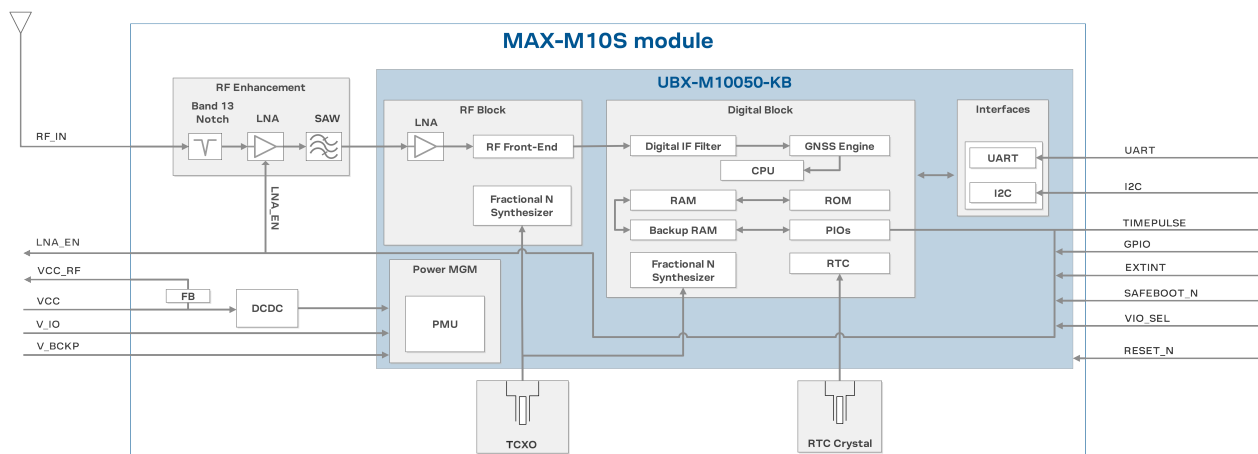 MAX-M10S module
UBX-M10050-KB
RF Enhancement
Band 13
Notch
LNA
SAW
RF_IN
LNA_EN
RF Block
LNA
RF Front-End
Fractional N
Synthesizer
Digital Block
Digital IF Filter
GNSS Engine
CPU
RAM
ROM
Backup RAM
PIOs
Fractional N
Synthesizer
RTC
Interfaces
UART
I2C
UART
I2C
TIMEPULSE
GPIO
EXTINT
SAFEBOOT_N
VIO_SEL
RESET_N
LNA_EN
VCC_RF
FB
VCC
DCDC
V_IO
V_BCKP
Power MGM
PMU
TCXO
RTC Crystal